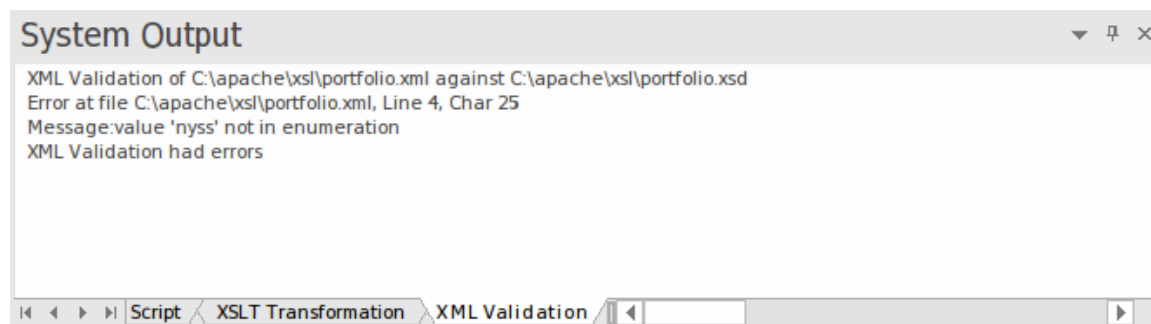 System Output
XML Validation of C:\apache\xsl\portfolio.xml against C:\apache\xsl\portfolio.xsd
Error at file C:\apache\xsl\portfolio.xml, Line 4, Char 25
Message:value 'nyss' not in enumeration
XML Validation had errors
Script XSLT Transformation XML Validation